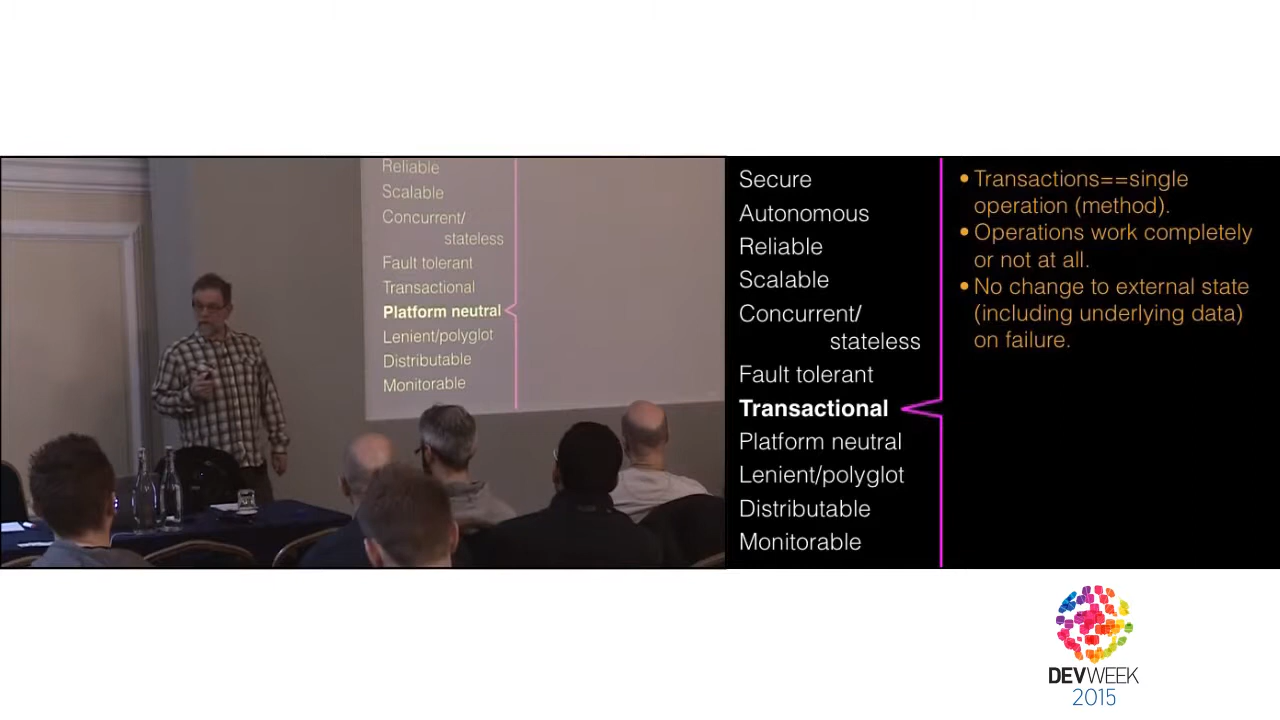 Reliable
Scalable
Concurrent/
stateless
Fault tolerant
Transactional
Platform neutral
Lenient/polyglot
Distributable
Monitorable
Secure
Autonomous
Reliable
Scalable
Concurrent/
stateless
Fault tolerant
Transactional
Platform neutral
Lenient/polyglot
Distributable
Monitorable
• Transactions==single
operation (method).
• Operations work completely
or not at all.
• No change to external state
(including underlying data)
on failure.
DEVWEEK
2015